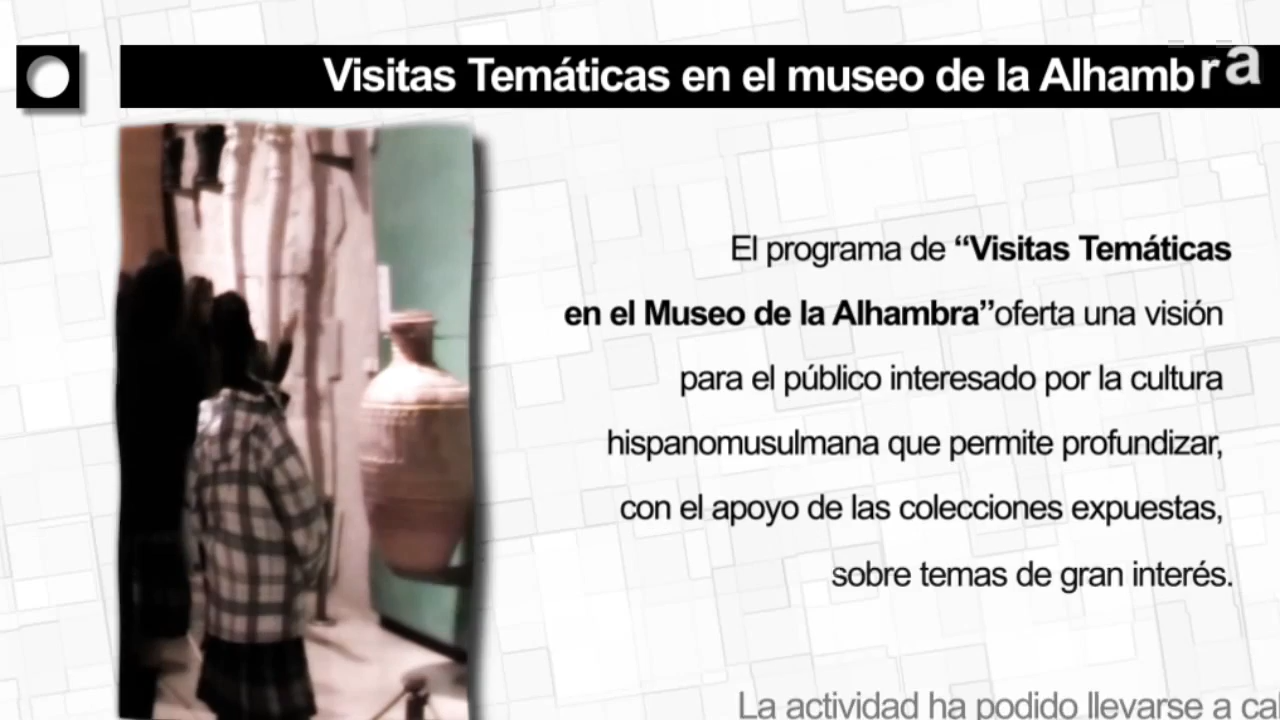 Visitas Temáticas en el museo de la Alhambra
El programa de “Visitas Temáticas
en el Museo de la Alhambra”oferta una visión
para el público interesado por la cultura
hispanomusulmana que permite profundizar,
con el apoyo de las colecciones expuestas,
sobre temas de gran interés.
La actividad ha podido llevarse a ca